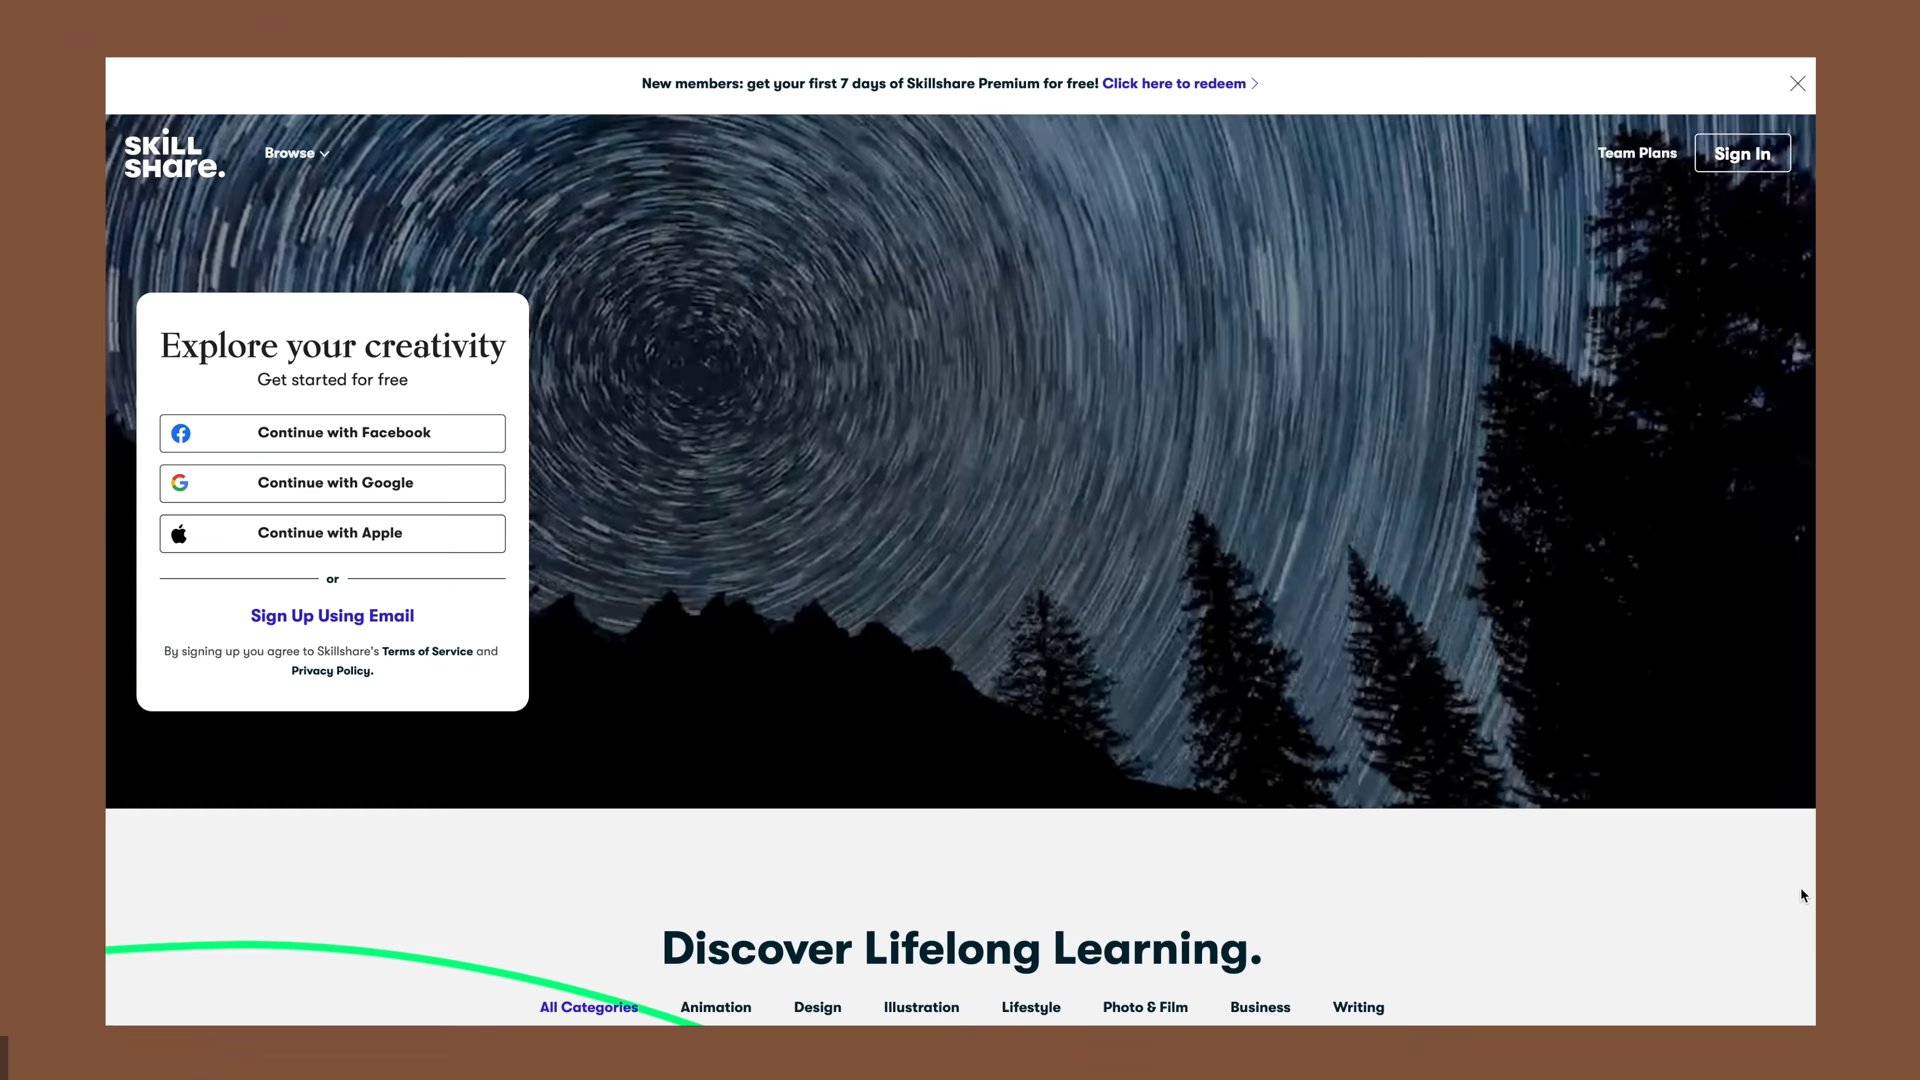 New members: get your first 7 days of Skillshare Premium for free! Click here to redeem
SKILL
SHare.
Browse
Team Plans
Sign In
Explore your creativity
Get started for free
Continue with Facebook
Continue with Google
Continue with Apple
or
Sign Up Using Email
By signing up you agree to Skillshare's Terms of Service and
Privacy Policy.
Discover Lifelong Learning.
All Categories Animation Design Illustration Lifestyle Photo & Film Business Writing